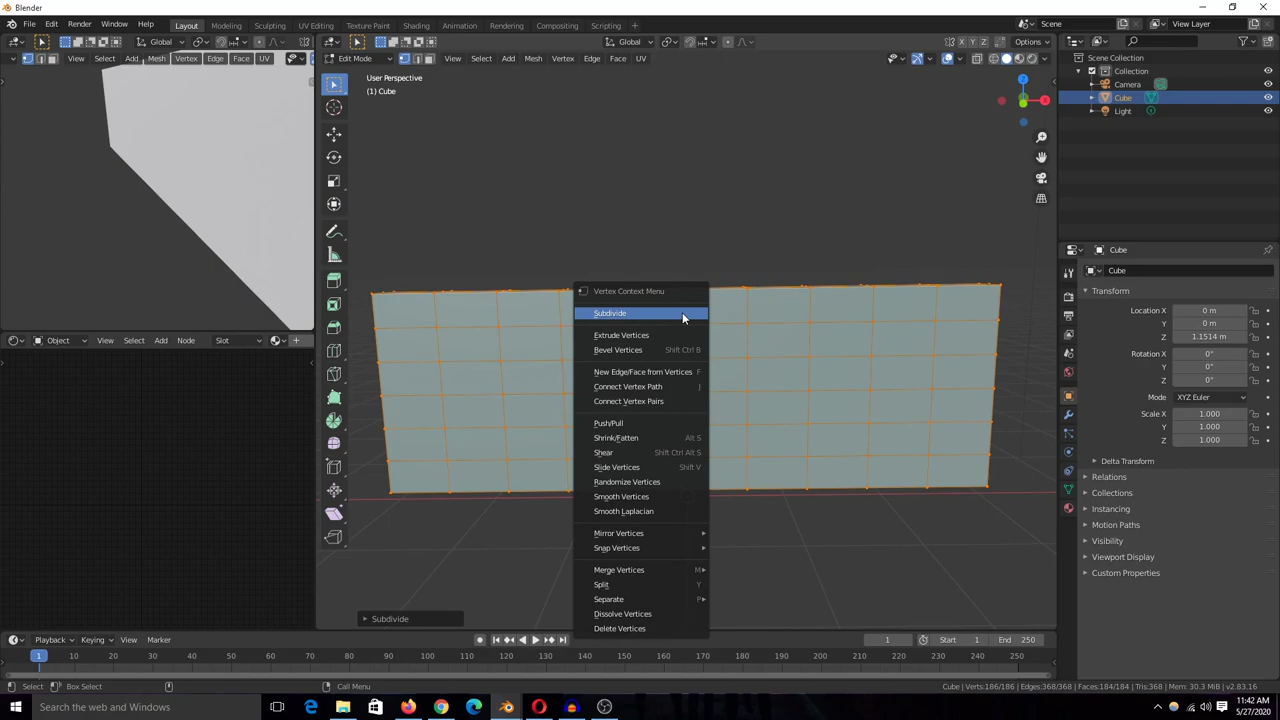 Blender
File Edit Render Window Help Layout Modeling Sculpting UV Editing Texture Paint Shading Animation Rendering Compositing Scripting + Scene View Layer
Global Global Options
View Select Add Mesh Vertex Edge Face UV Edit Mode View Select Add Mesh Vertex Edge Face UV X Y Z
User Perspective
(1) Cube
Scene Collection
Collection
Camera
Cube
Light
Z
X
Vertex Context Menu
Subdivide
Extrude Vertices
Bevel Vertices Shift Ctrl B
New Edge/Face from Vertices F
Connect Vertex Path J
Connect Vertex Pairs
Push/Pull
Shrink/Fatten Alt S
Shear Shift Ctrl Alt S
Slide Vertices Shift V
Randomize Vertices
Smooth Vertices
Smooth Laplacian
Mirror Vertices
Snap Vertices
Merge Vertices M
Split Y
Separate P
Dissolve Vertices
Delete Vertices
Object View Select Add Node Slot
Subdivide
Cube
Cube
Transform
Location X 0 m
Y 0 m
Z 1.1514 m
Rotation X 0°
Y 0°
Z 0°
Mode XYZ Euler
Scale X 1.000
Y 1.000
Z 1.000
Delta Transform
Relations
Collections
Instancing
Motion Paths
Visibility
Viewport Display
Custom Properties
Playback Keying View Marker 1 Start 1 End 250
1 10 20 30 40 50 60 70 80 90 100 110 120 130 140 150 160 170 180 190 200 210 220 230 240 250
Select Box Select Call Menu Cube | Verts:186/186 | Edges:368/368 | Faces:184/184 | Tris:368 | Mem: 30.3 MiB | v2.83.16
Search the web and Windows 11:42 AM
5/27/2020